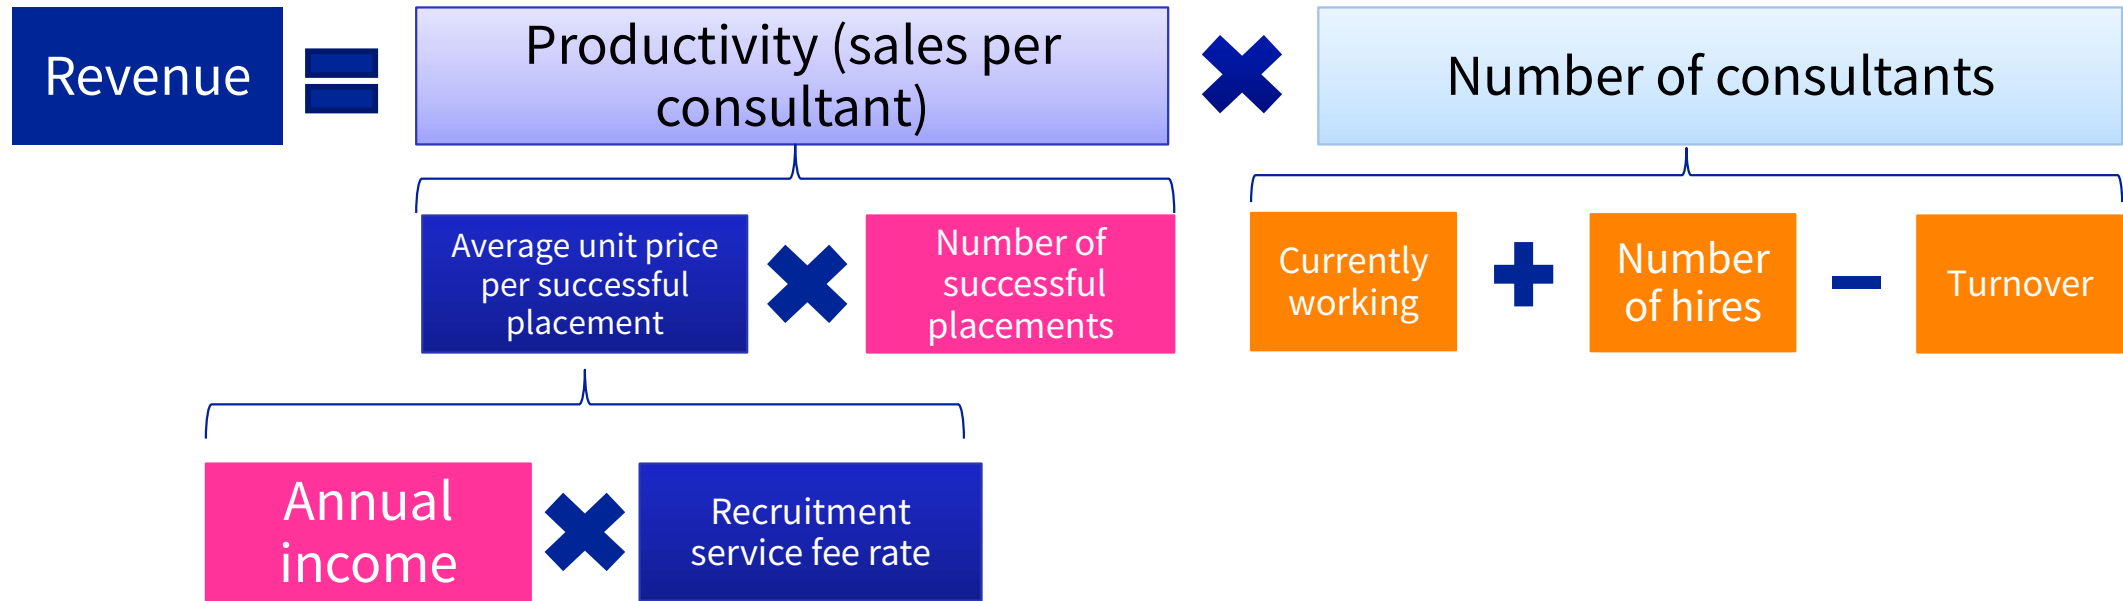 Revenue
Productivity (sales per
consultant)
Number of consultants
Average unit price
per successful
placement
Number of
successful
placements
Currently
working
Number
of hires
Turnover
Annual
income
Recruitment
service fee rate